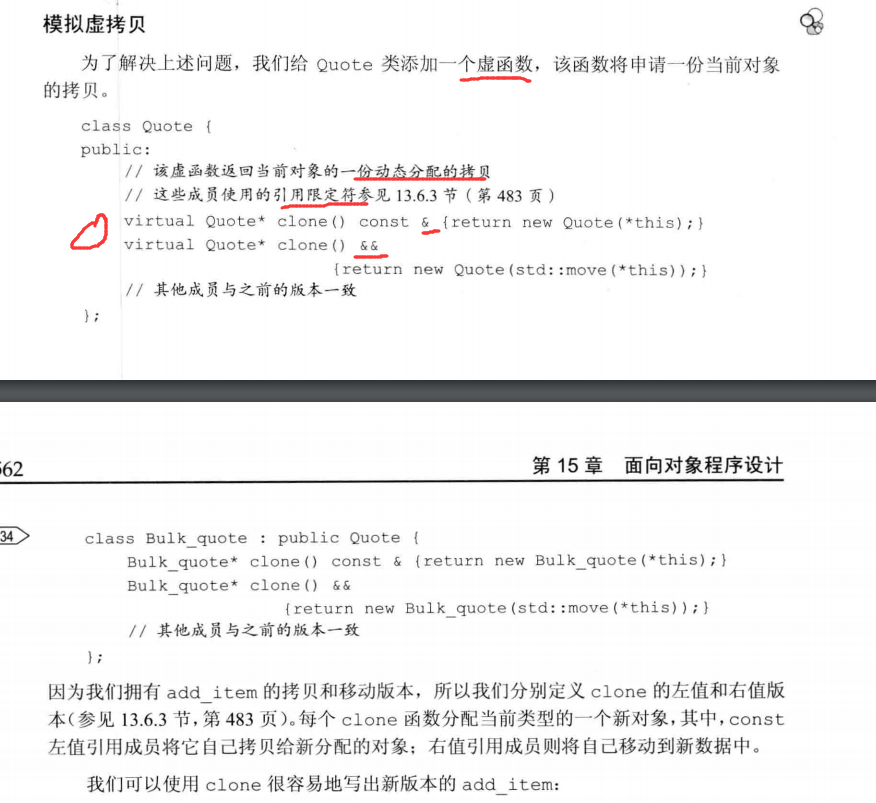 模拟虚拷贝
为了解决上述问题，我们给 Quote 类添加一个虚函数，该函数将申请一份当前对象
的拷贝。
class Quote {
public:
// 该虚函数返回当前对象的一份动态分配的拷贝
// 这些成员使用的引用限定符参见 13.6.3 节（第 483 页）
virtual Quote* clone() const & {return new Quote(*this);}
virtual Quote* clone() &&
{return new Quote(std::move(*this));}
// 其他成员与之前的版本一致
};
562
第 15 章 面向对象程序设计
34
class Bulk_quote : public Quote {
Bulk_quote* clone() const & {return new Bulk_quote(*this);}
Bulk_quote* clone() &&
{return new Bulk_quote(std::move(*this));}
// 其他成员与之前的版本一致
};
因为我们拥有 add_item 的拷贝和移动版本，所以我们分别定义 clone 的左值和右值版
本（参见 13.6.3 节，第 483 页）。每个 clone 函数分配当前类型的一个新对象，其中，const
左值引用成员将它自己拷贝给新分配的对象；右值引用成员则将自己移动到新数据中。
我们可以使用 clone 很容易地写出新版本的 add_item：